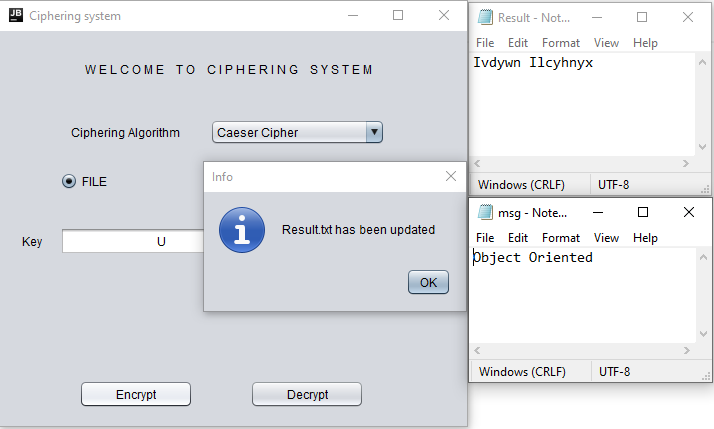 JB
Ciphering system
WELCOME TO CIPHERING SYSTEM
Ciphering Algorithm
Caeser Cipher
FILE
Key
U
Info
Result.txt has been updated
OK
Encrypt
Decrypt
Result - Note...
File Edit Format View Help
Ivdywn Ilcyhnyx
Windows (CRLF)
UTF-8
msg - Note...
File Edit Format View Help
Object Oriented
Windows (CRLF)
UTF-8